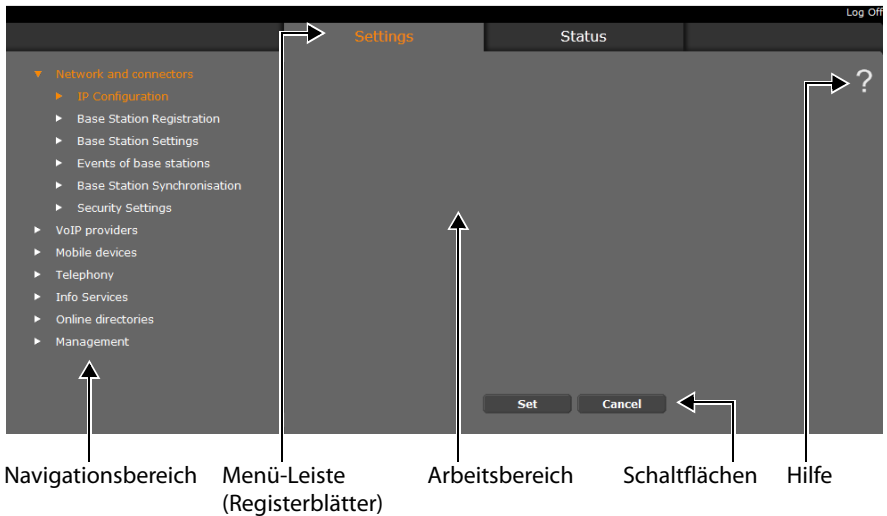 Log Off
Settings
Status
?
Network and connectors
IP Configuration
Base Station Registration
Base Station Settings
Events of base stations
Base Station Synchronisation
Security Settings
VoIP providers
Mobile devices
Telephony
Info Services
Online directories
Management
Set
Cancel
Navigationsbereich
Menü-Leiste
(Registerblätter)
Arbeitsbereich
Schaltflächen
Hilfe